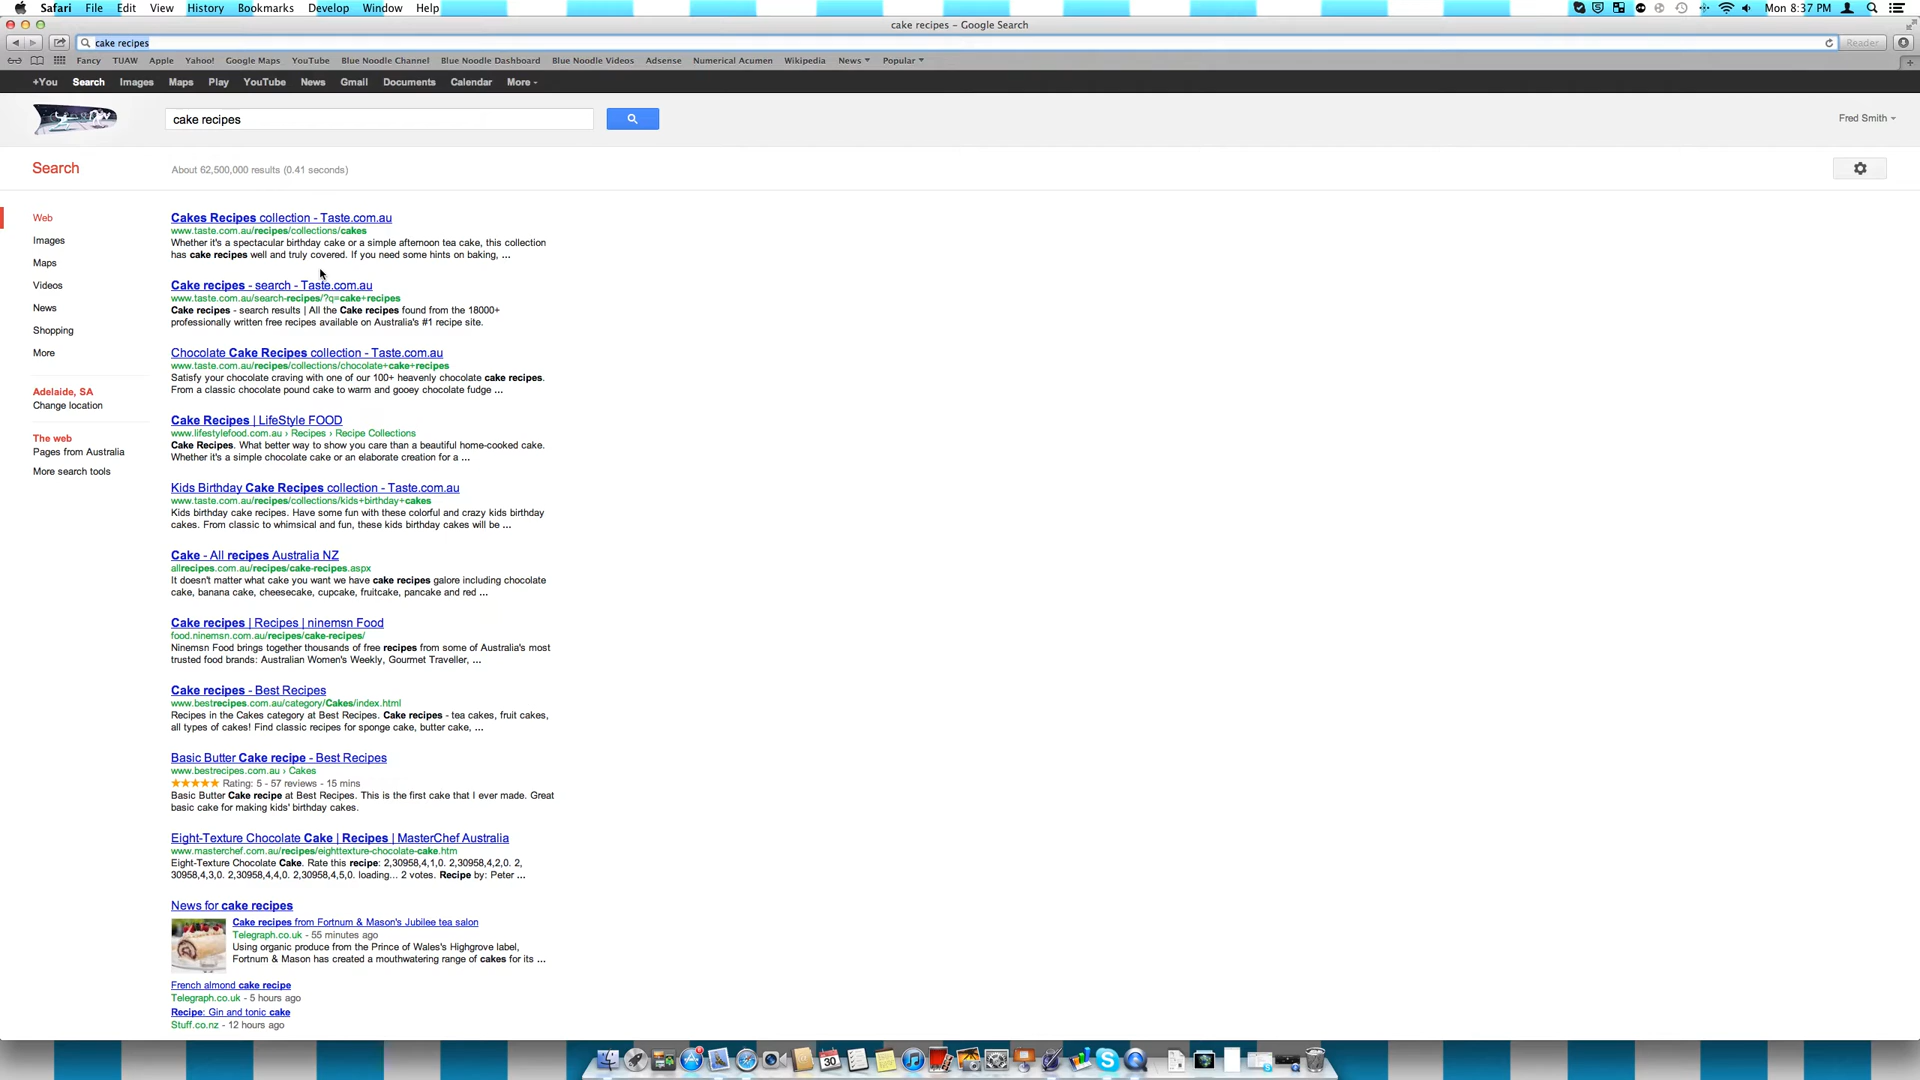 Safari File Edit View History Bookmarks Develop Window Help Mon 8:37 PM
cake recipes – Google Search
cake recipes Reader
Fancy TUAW Apple Yahoo! Google Maps YouTube Blue Noodle Channel Blue Noodle Dashboard Blue Noodle Videos Adsense Numerical Acumen Wikipedia News Popular
+You Search Images Maps Play YouTube News Gmail Documents Calendar More
cake recipes Fred Smith
Search About 62,500,000 results (0.41 seconds)
Web
Images
Maps
Videos
News
Shopping
More
Adelaide, SA
Change location
The web
Pages from Australia
More search tools
Cakes Recipes collection - Taste.com.au
www.taste.com.au/recipes/collections/cakes
Whether it's a spectacular birthday cake or a simple afternoon tea cake, this collection
has cake recipes well and truly covered. If you need some hints on baking, ...
Cake recipes - search - Taste.com.au
www.taste.com.au/search-recipes/?q=cake+recipes
Cake recipes - search results | All the Cake recipes found from the 18000+
professionally written free recipes available on Australia's #1 recipe site.
Chocolate Cake Recipes collection - Taste.com.au
www.taste.com.au/recipes/collections/chocolate+cake+recipes
Satisfy your chocolate craving with one of our 100+ heavenly chocolate cake recipes.
From a classic chocolate pound cake to warm and gooey chocolate fudge ...
Cake Recipes | LifeStyle FOOD
www.lifestylefood.com.au › Recipes › Recipe Collections
Cake Recipes. What better way to show you care than a beautiful home-cooked cake.
Whether it's a simple chocolate cake or an elaborate creation for a ...
Kids Birthday Cake Recipes collection - Taste.com.au
www.taste.com.au/recipes/collections/kids+birthday+cakes
Kids birthday cake recipes. Have some fun with these colorful and crazy kids birthday
cakes. From classic to whimsical and fun, these kids birthday cakes will be ...
Cake - All recipes Australia NZ
allrecipes.com.au/recipes/cake-recipes.aspx
It doesn't matter what cake you want we have cake recipes galore including chocolate
cake, banana cake, cheesecake, cupcake, fruitcake, pancake and red ...
Cake recipes | Recipes | ninemsn Food
food.ninemsn.com.au/recipes/cake-recipes/
Ninemsn Food brings together thousands of free recipes from some of Australia's most
trusted food brands: Australian Women's Weekly, Gourmet Traveller, ...
Cake recipes - Best Recipes
www.bestrecipes.com.au/category/Cakes/index.html
Recipes in the Cakes category at Best Recipes. Cake recipes - tea cakes, fruit cakes,
all types of cakes! Find classic recipes for sponge cake, butter cake, ...
Basic Butter Cake recipe - Best Recipes
www.bestrecipes.com.au › Cakes
Rating: 5 - 57 reviews - 15 mins
Basic Butter Cake recipe at Best Recipes. This is the first cake that I ever made. Great
basic cake for making kids' birthday cakes.
Eight-Texture Chocolate Cake | Recipes | MasterChef Australia
www.masterchef.com.au/recipes/eighttexture-chocolate-cake.htm
Eight-Texture Chocolate Cake. Rate this recipe: 2,30958,4,1,0. 2,30958,4,2,0. 2,
30958,4,3,0. 2,30958,4,4,0. 2,30958,4,5,0. loading... 2 votes. Recipe by: Peter ...
News for cake recipes
Cake recipes from Fortnum & Mason's Jubilee tea salon
Telegraph.co.uk - 55 minutes ago
Using organic produce from the Prince of Wales's Highgrove label,
Fortnum & Mason has created a mouthwatering range of cakes for its ...
French almond cake recipe
Telegraph.co.uk - 5 hours ago
Recipe: Gin and tonic cake
Stuff.co.nz - 12 hours ago
30